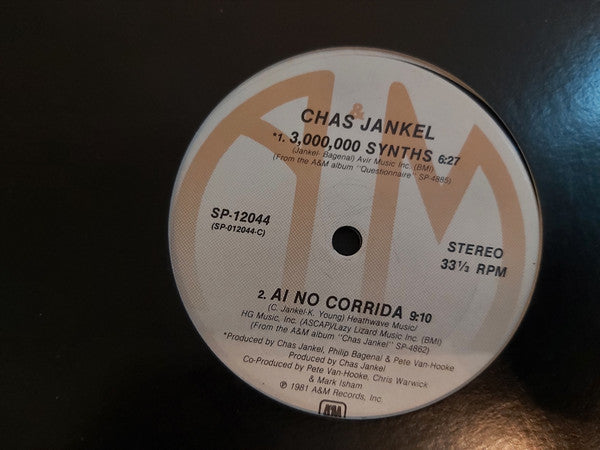 &
CHAS JANKEL
*1. 3,000,000 SYNTHS 6:27
(Jankel- Bagenal) Avir Music Inc. (BMI)
(From the A&M album "Questionnaire" SP-4885)
SP-12044
(SP-012044-C)
STEREO
33⅓ RPM
2. AI NO CORRIDA 9:10
(C. Jankel-K. Young) Heathwave Music/
HG Music, Inc. (ASCAP)/Lazy Lizard Music Inc. (BMI)
(From the A&M album "Chas Jankel" SP-4862)
*Produced by Chas Jankel, Philip Bagenal & Pete Van-Hooke
Produced by Chas Jankel
Co-Produced by Pete Van-Hooke, Chris Warwick
& Mark Isham
℗ 1981 A&M Records, Inc.
A&M